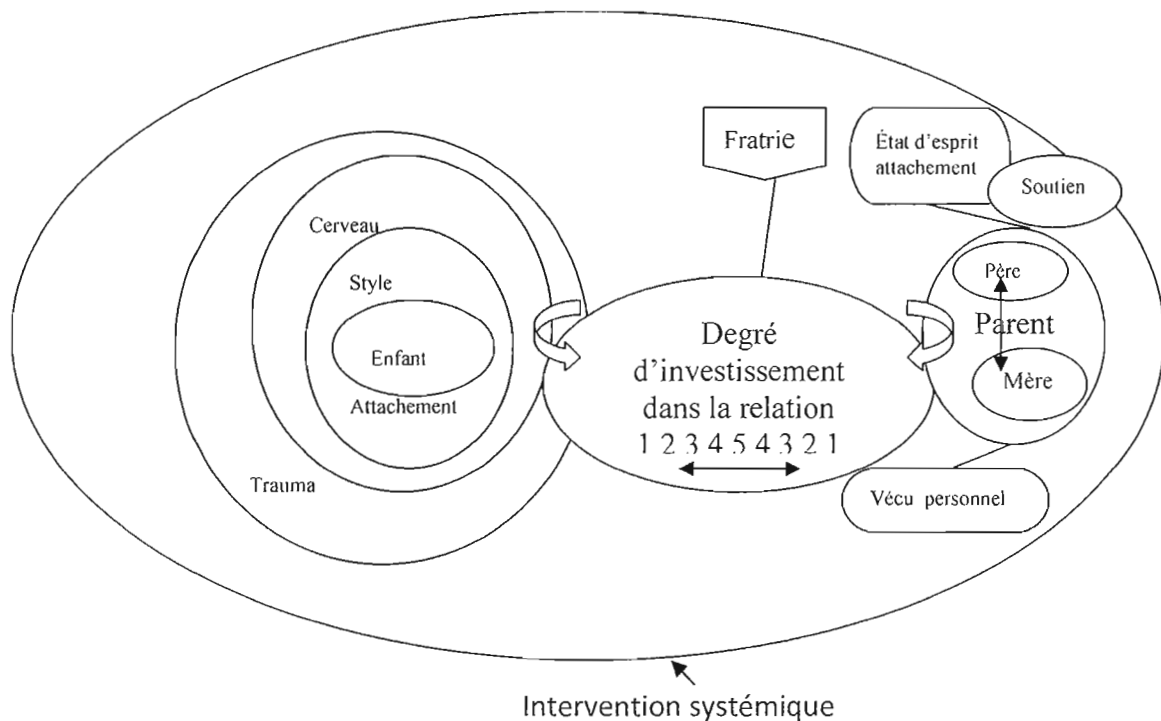 Fratrie
État d'esprit
attachement
Soutien
Cerveau
Style
Enfant
Attachement
Trauma
Degré
d'investissement
dans la relation
1 2 3 4 5 4 3 2 1
Père
Parent
Mère
Vécu personnel
Intervention systémique